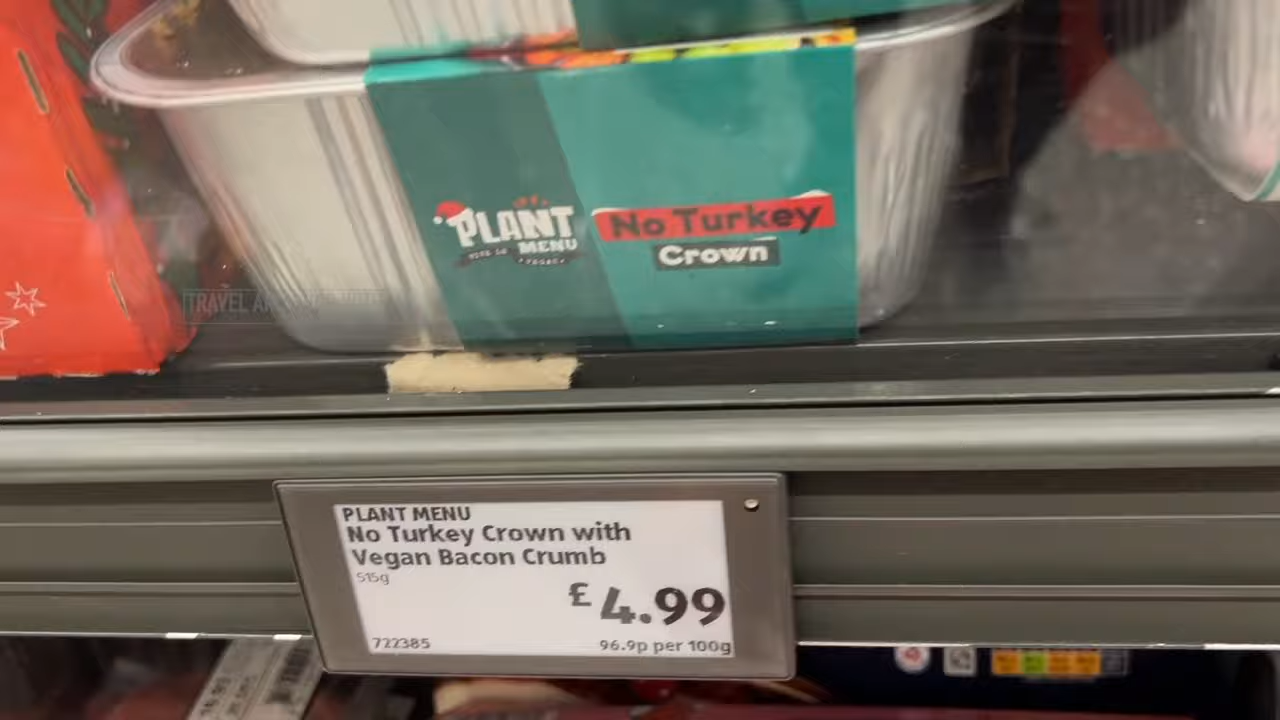 PLANT
MENU
No Turkey
Crown
PLANT MENU
No Turkey Crown with
Vegan Bacon Crumb
515g
£4.99
722385
96.9p per 100g